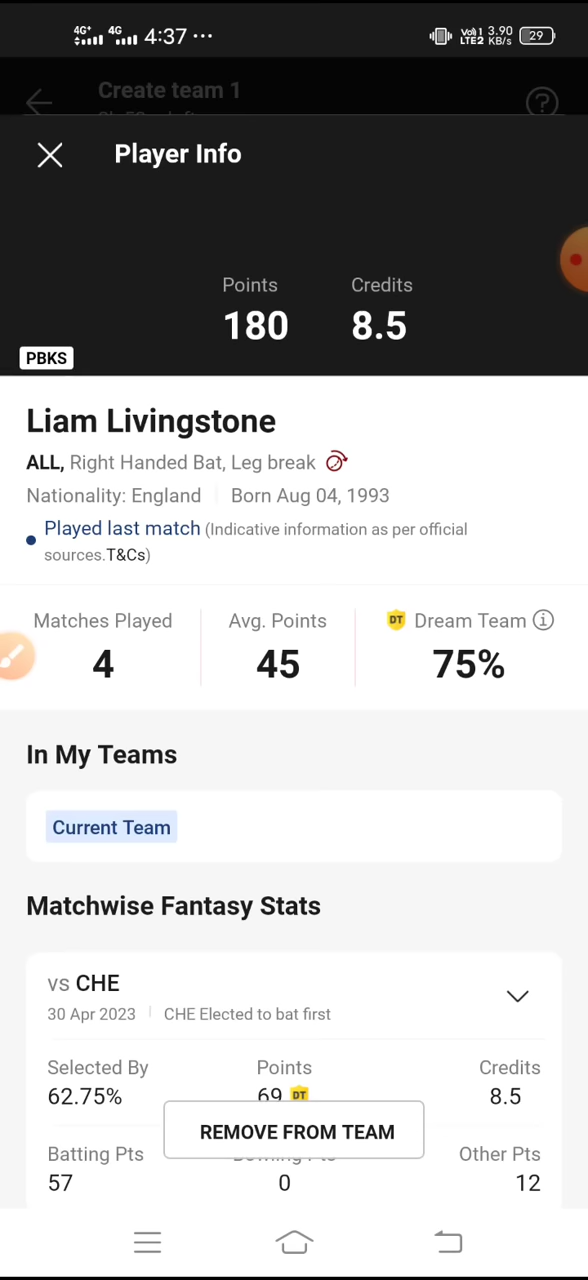 4G+ 4G 4:37 ··· Vo) 1 LTE2 3.90 KB/s 29
Create team 1
Player Info
Points Credits
180 8.5
PBKS
Liam Livingstone
ALL, Right Handed Bat, Leg break
Nationality: England Born Aug 04, 1993
Played last match (Indicative information as per official
sources.T&Cs)
Matches Played Avg. Points DT Dream Team i
4 45 75%
In My Teams
Current Team
Matchwise Fantasy Stats
vs CHE
30 Apr 2023 CHE Elected to bat first
Selected By Points Credits
62.75% 69 DT 8.5
REMOVE FROM TEAM
Batting Pts Other Pts
57 0 12